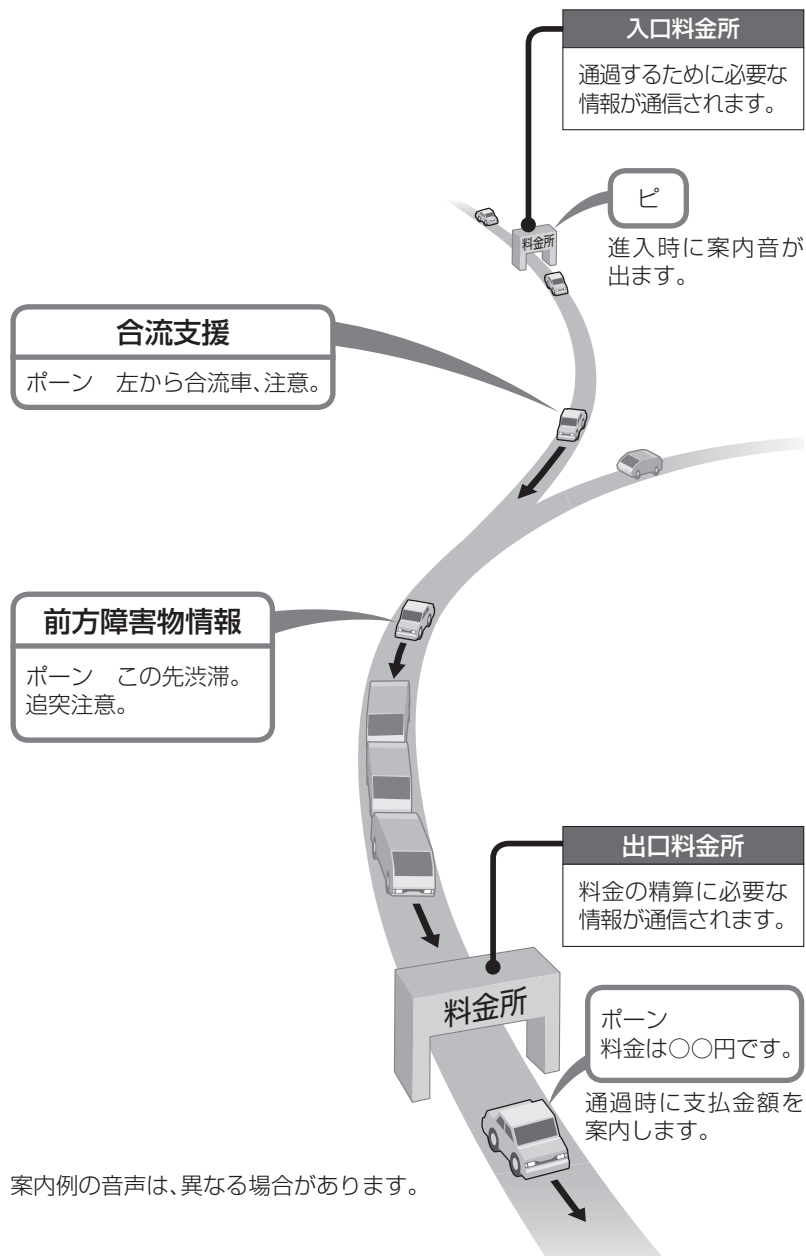 入口料金所
通過するために必要な
情報が通信されます。
ピ
進入時に案内音が
出ます。
料金所
合流支援
ポーン　左から合流車、注意。
前方障害物情報
ポーン　この先渋滞。
追突注意。
出口料金所
料金の精算に必要な
情報が通信されます。
料金所
ポーン
料金は○○円です。
通過時に支払金額を
案内します。
案内例の音声は、異なる場合があります。